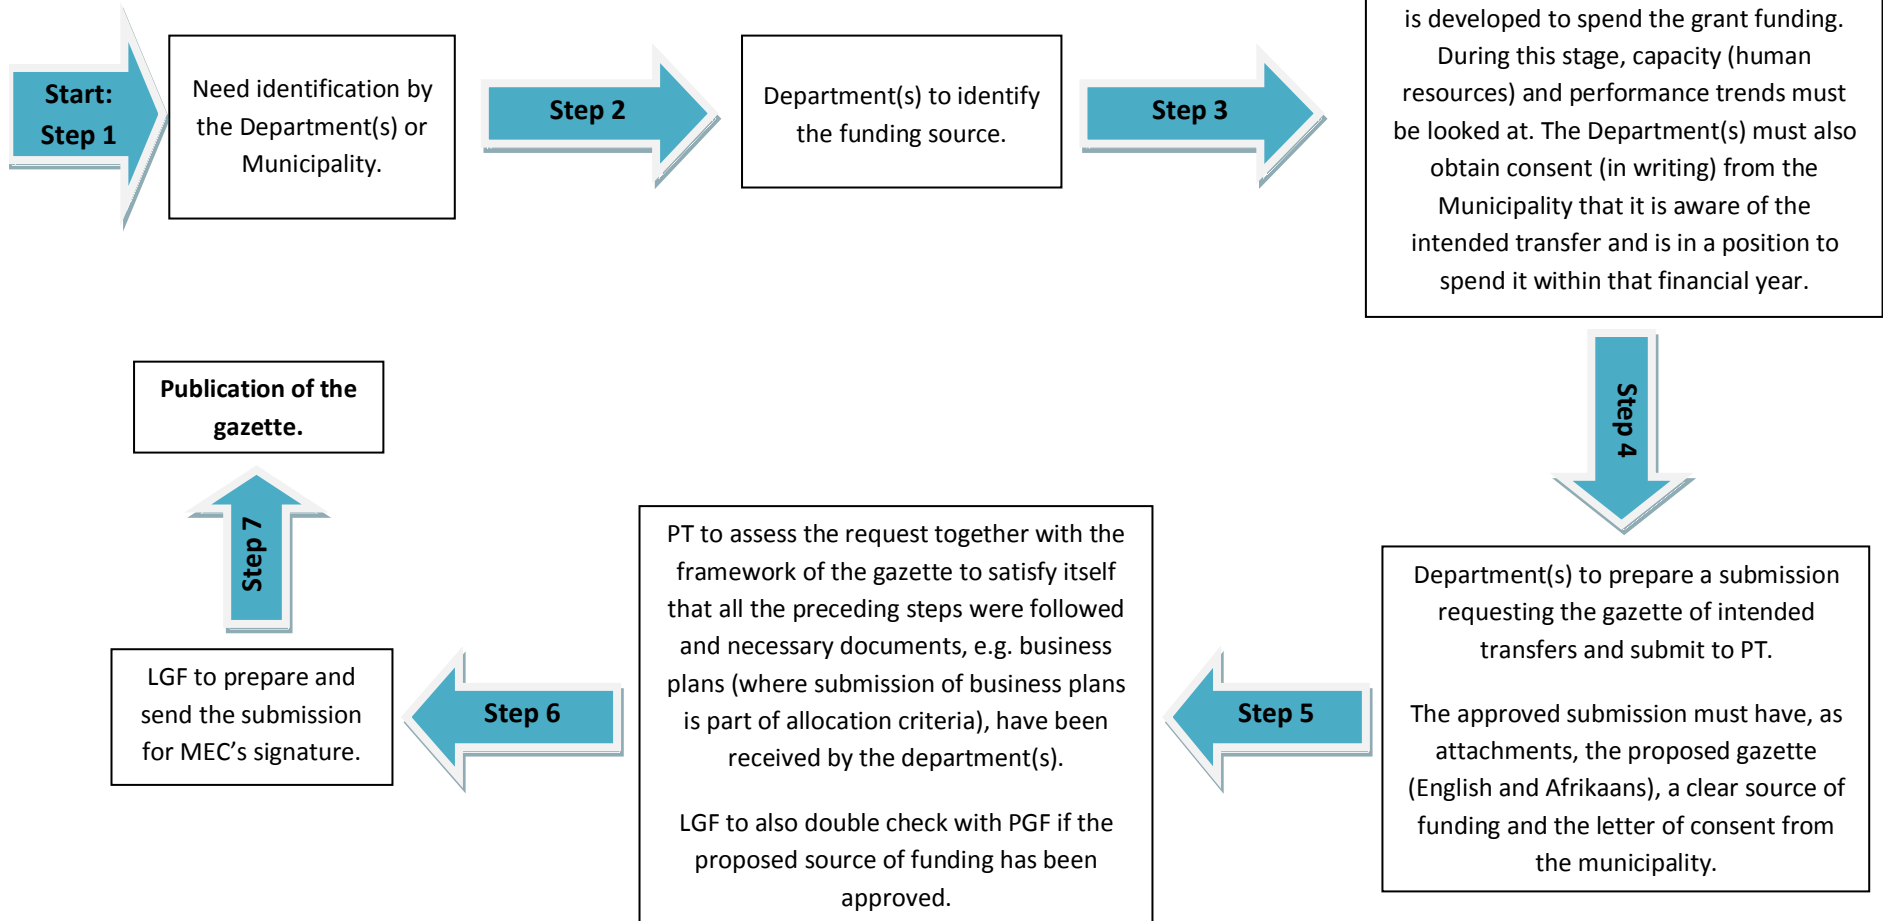 Start:
Step 1
Need identification by
the Department(s) or
Municipality.
Step 2
Department(s) to identify
the funding source.
Step 3
is developed to spend the grant funding.
During this stage, capacity (human
resources) and performance trends must
be looked at. The Department(s) must also
obtain consent (in writing) from the
Municipality that it is aware of the
intended transfer and is in a position to
spend it within that financial year.
Step 4
Department(s) to prepare a submission
requesting the gazette of intended
transfers and submit to PT.
The approved submission must have, as
attachments, the proposed gazette
(English and Afrikaans), a clear source of
funding and the letter of consent from
the municipality.
Step 5
PT to assess the request together with the
framework of the gazette to satisfy itself
that all the preceding steps were followed
and necessary documents, e.g. business
plans (where submission of business plans
is part of allocation criteria), have been
received by the department(s).
LGF to also double check with PGF if the
proposed source of funding has been
approved.
Step 6
LGF to prepare and
send the submission
for MEC's signature.
Step 7
Publication of the
gazette.